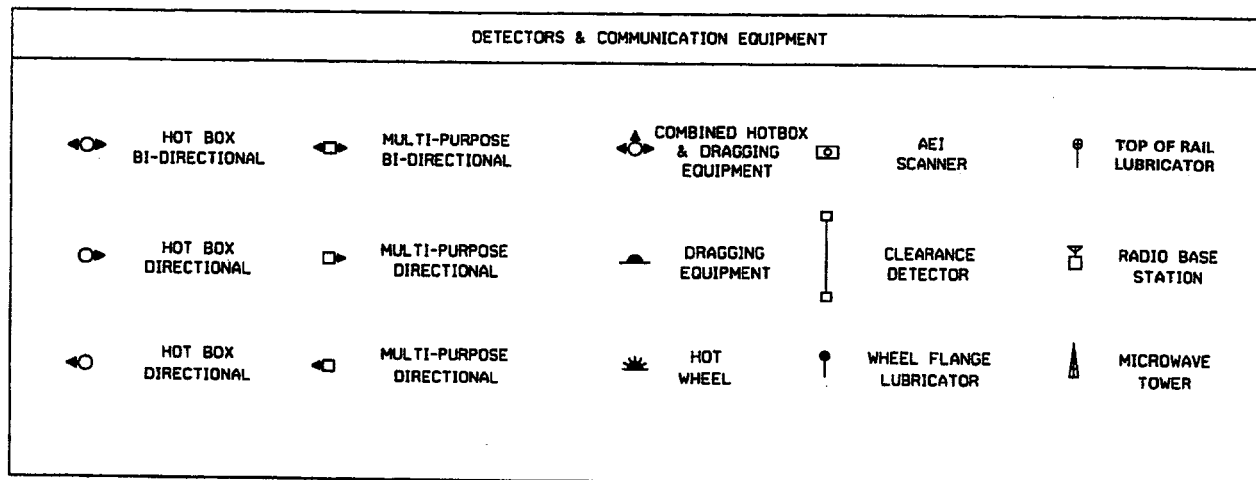 DETECTORS & COMMUNICATION EQUIPMENT
HOT BOX
BI-DIRECTIONAL
MULTI-PURPOSE
BI-DIRECTIONAL
COMBINED HOTBOX
& DRAGGING
EQUIPMENT
AEI
SCANNER
TOP OF RAIL
LUBRICATOR
HOT BOX
DIRECTIONAL
MULTI-PURPOSE
DIRECTIONAL
DRAGGING
EQUIPMENT
CLEARANCE
DETECTOR
RADIO BASE
STATION
HOT BOX
DIRECTIONAL
MULTI-PURPOSE
DIRECTIONAL
HOT
WHEEL
WHEEL FLANGE
LUBRICATOR
MICROWAVE
TOWER